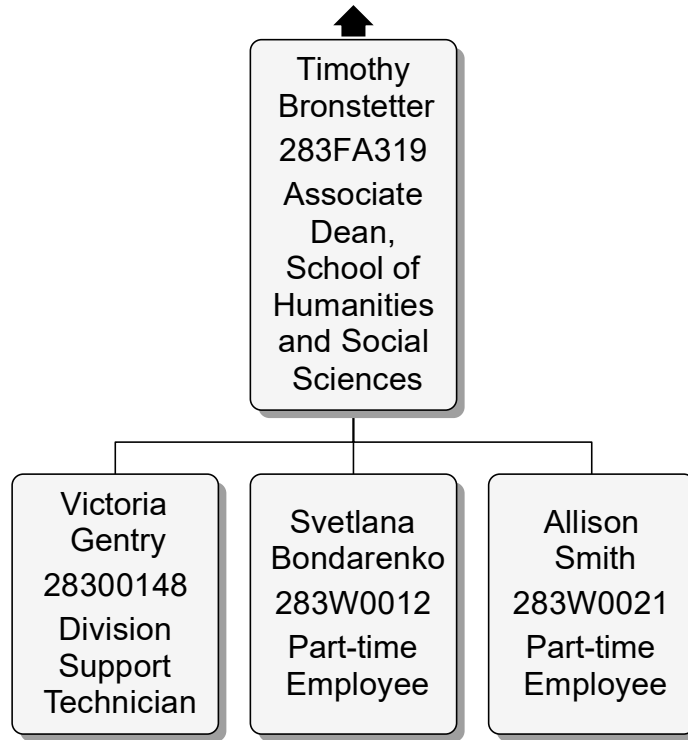 Timothy
Bronstetter
283FA319
Associate
Dean,
School of
Humanities
and Social
Sciences
Victoria
Gentry
28300148
Division
Support
Technician
Svetlana
Bondarenko
283W0012
Part-time
Employee
Allison
Smith
283W0021
Part-time
Employee